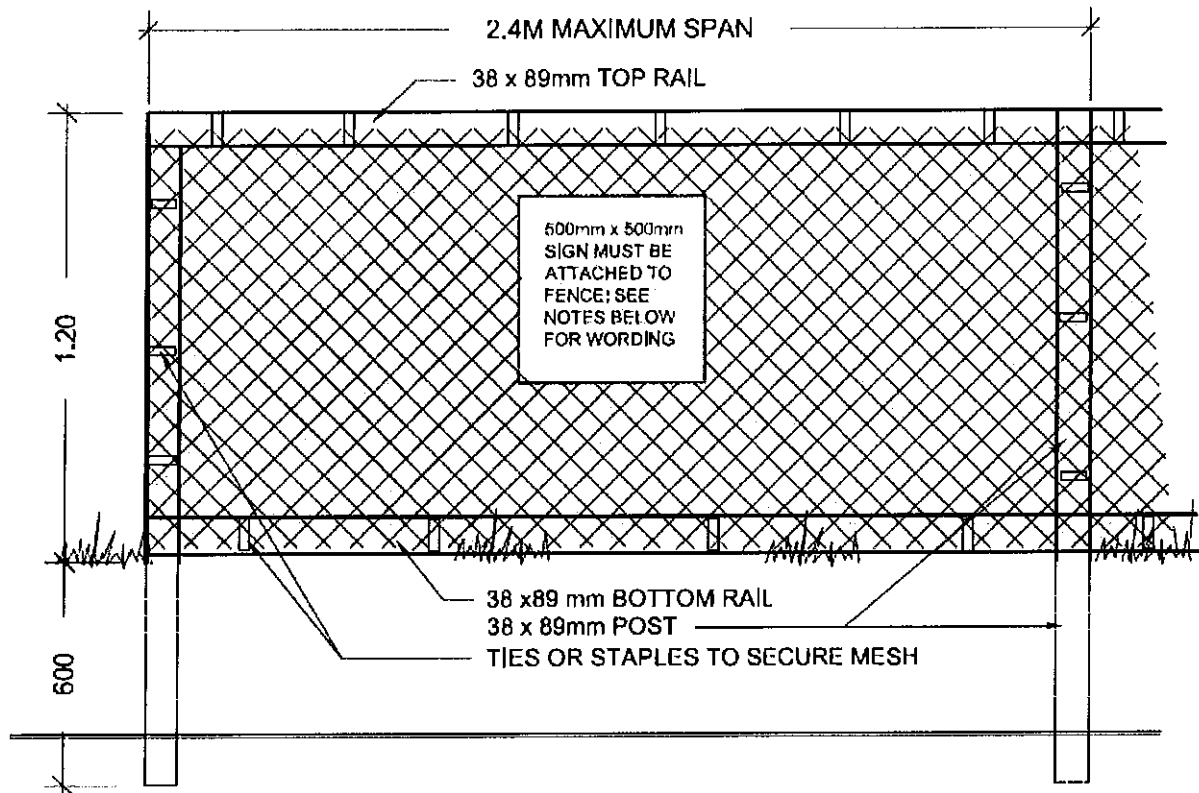 2.4M MAXIMUM SPAN
38 x 89mm TOP RAIL
500mm x 500mm
SIGN MUST BE
ATTACHED TO
FENCE: SEE
NOTES BELOW
FOR WORDING
1.20
38 x89 mm BOTTOM RAIL
38 x 89mm POST
TIES OR STAPLES TO SECURE MESH
600